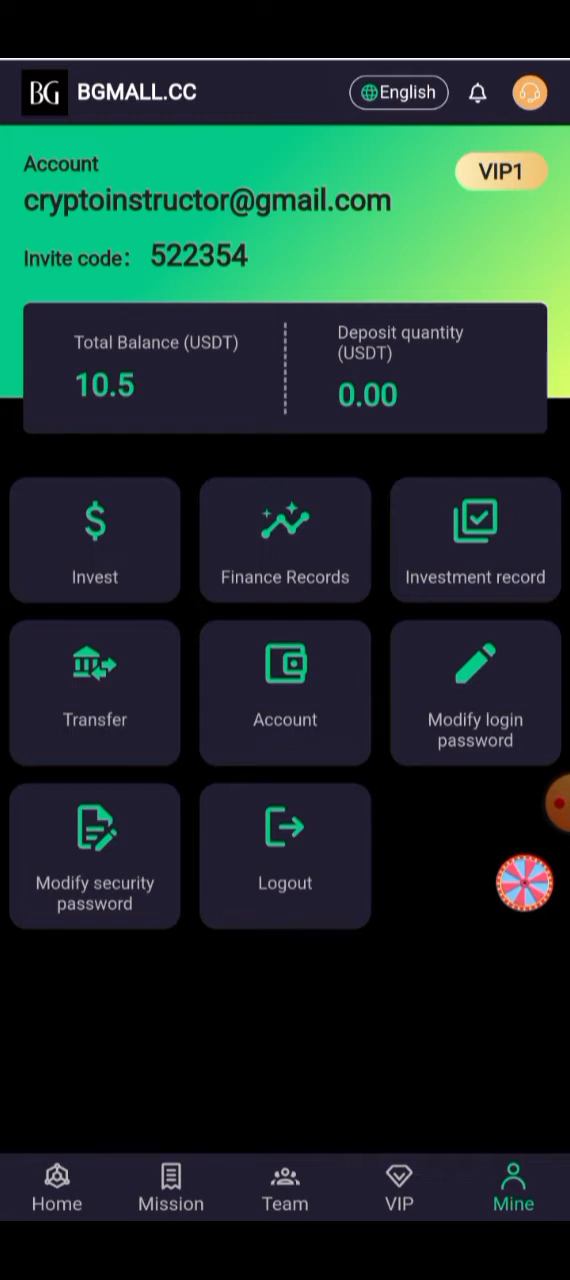 BG BGMALL.CC English
Account
VIP1
cryptoinstructor@gmail.com
Invite code: 522354
Total Balance (USDT)
10.5
Deposit quantity
(USDT)
0.00
Invest
Finance Records
Investment record
Transfer
Account
Modify login
password
Modify security
password
Logout
Home
Mission
Team
VIP
Mine